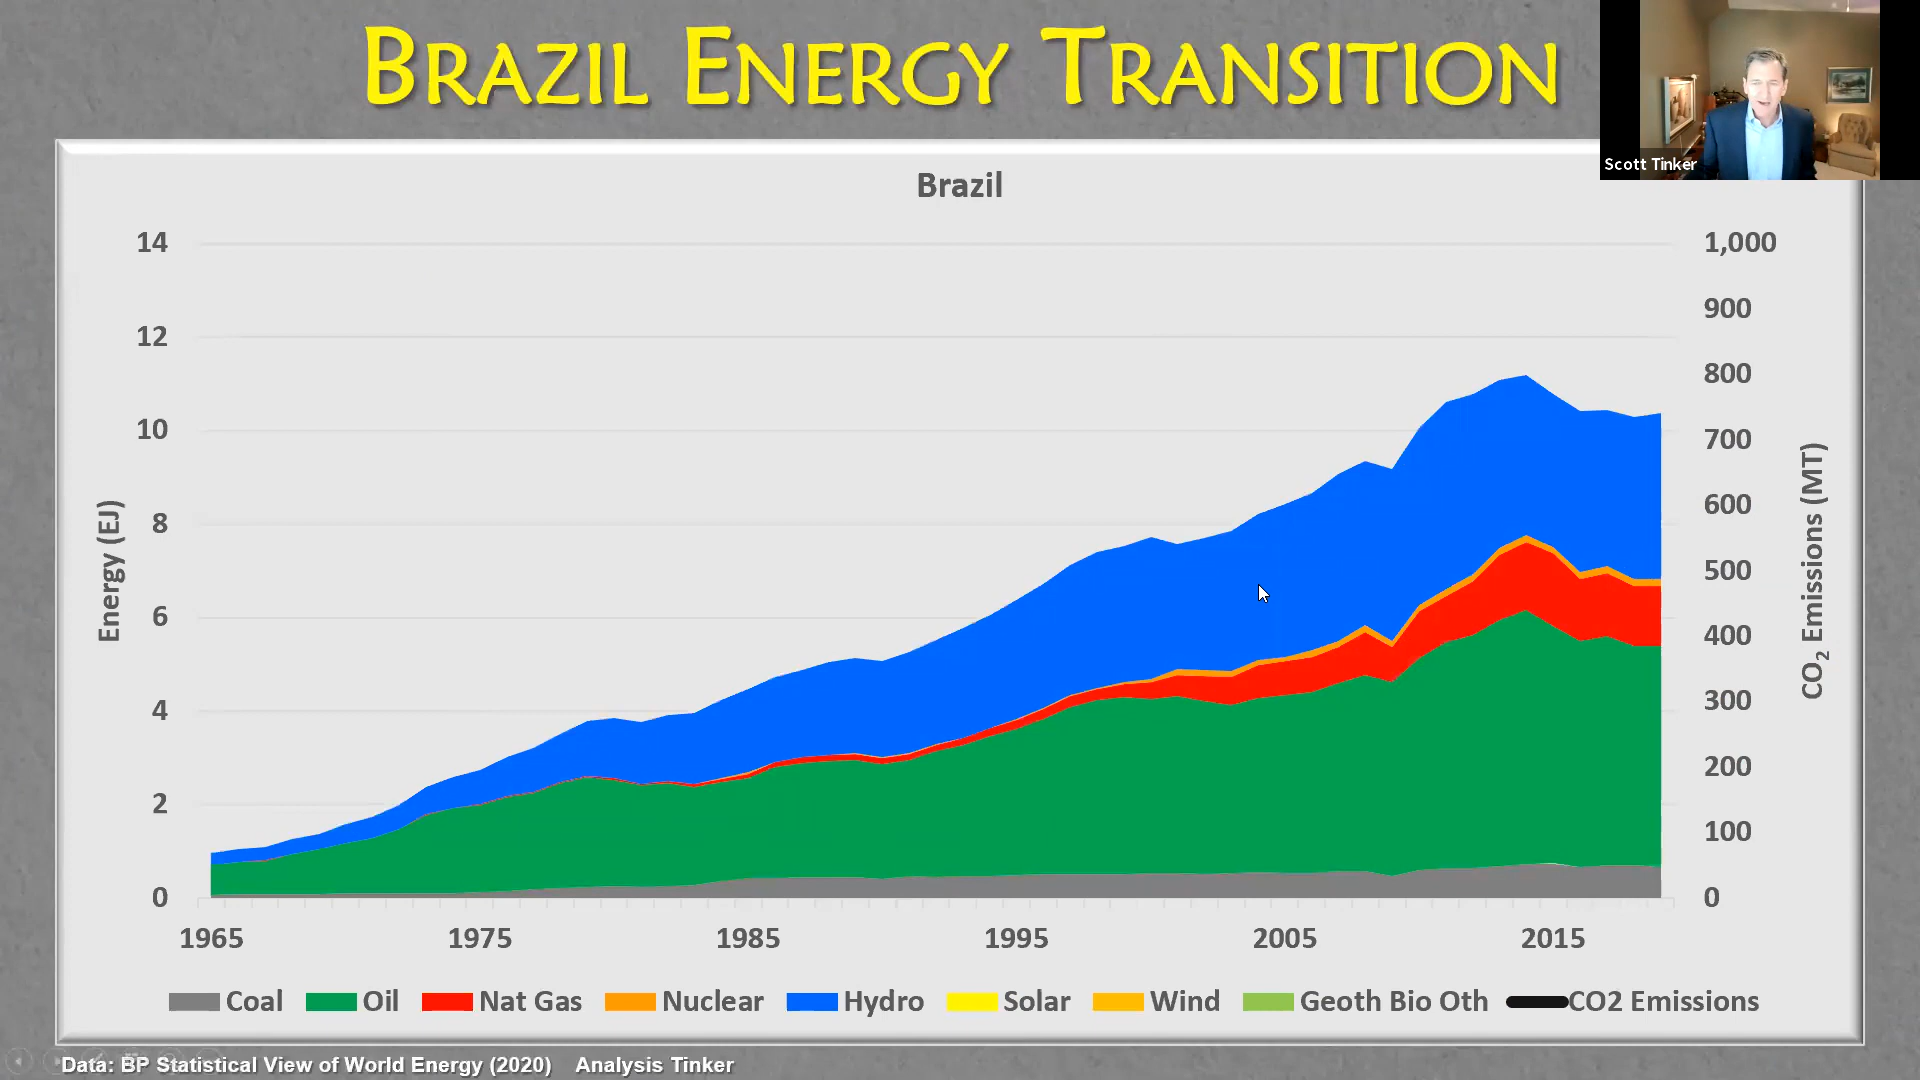 BRAZIL ENERGY TRANSITION
Scott Tinker
Brazil
14
12
10
8
6
4
2
0
Energy (EJ)
1,000
900
800
700
600
500
400
300
200
100
0
CO2 Emissions (MT)
1965 1975 1985 1995 2005 2015
Coal Oil Nat Gas Nuclear Hydro Solar Wind Geoth Bio Oth CO2 Emissions
Data: BP Statistical View of World Energy (2020) Analysis Tinker